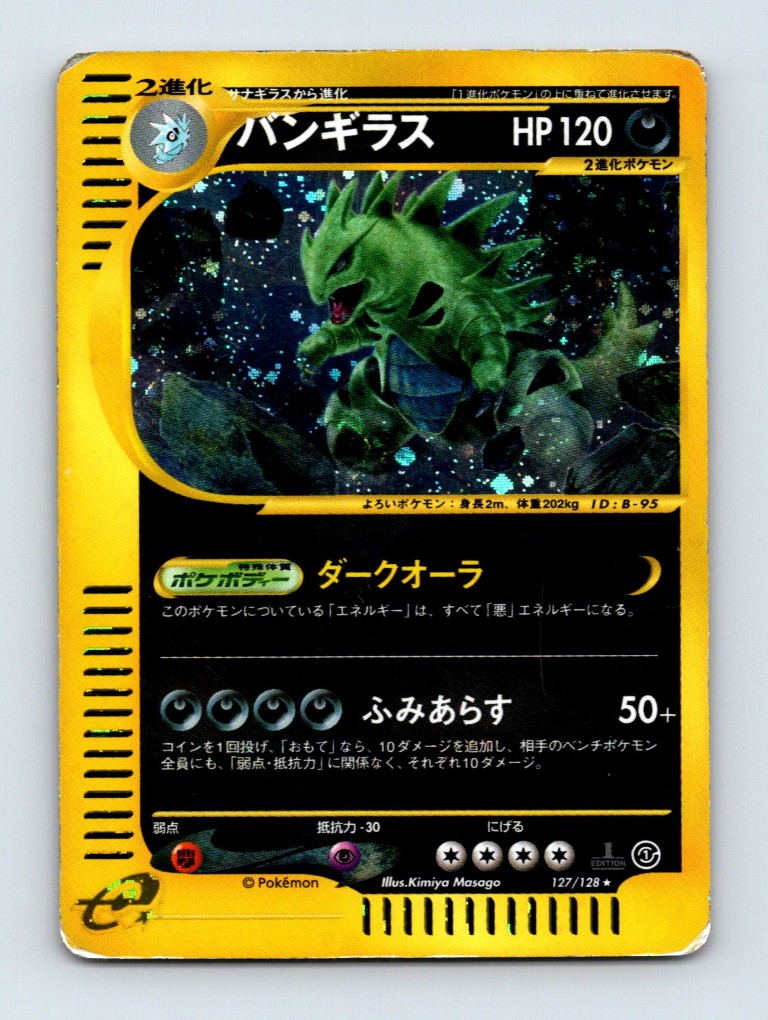 2進化
サナギラスから進化
「1進化ポケモン」の上に重ねて進化させます。
バンギラス HP 120
2進化ポケモン
よろいポケモン：身長2m、体重202kg ID:B-95
特殊体質
ポケボディー ダークオーラ
このポケモンについている「エネルギー」は、すべて「悪」エネルギーになる。
ふみあらす 50+
コインを1回投げ、「おもて」なら、10ダメージを追加し、相手のベンチポケモン
全員にも、「弱点・抵抗力」に関係なく、それぞれ10ダメージ。
弱点 抵抗力 -30 にげる
1 EDITION
1
© Pokémon Illus.Kimiya Masago 127/128 ★
e